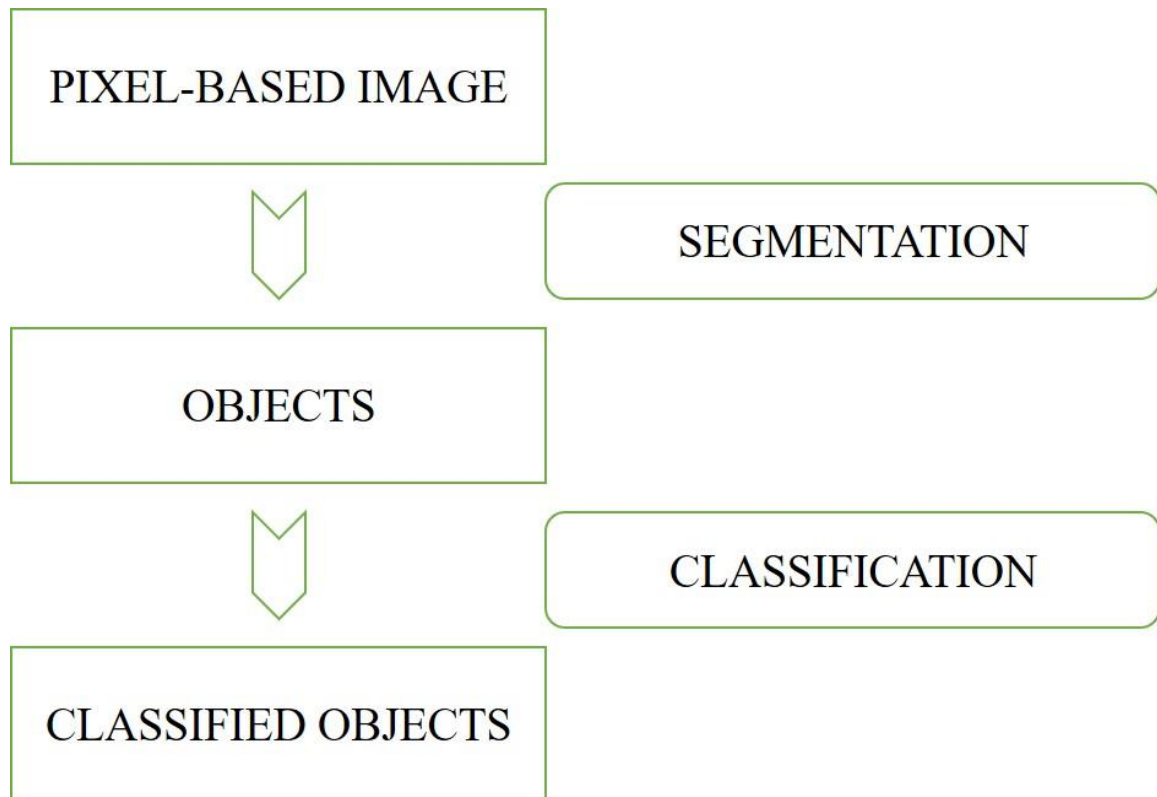 PIXEL-BASED IMAGE
SEGMENTATION
OBJECTS
CLASSIFICATION
CLASSIFIED OBJECTS